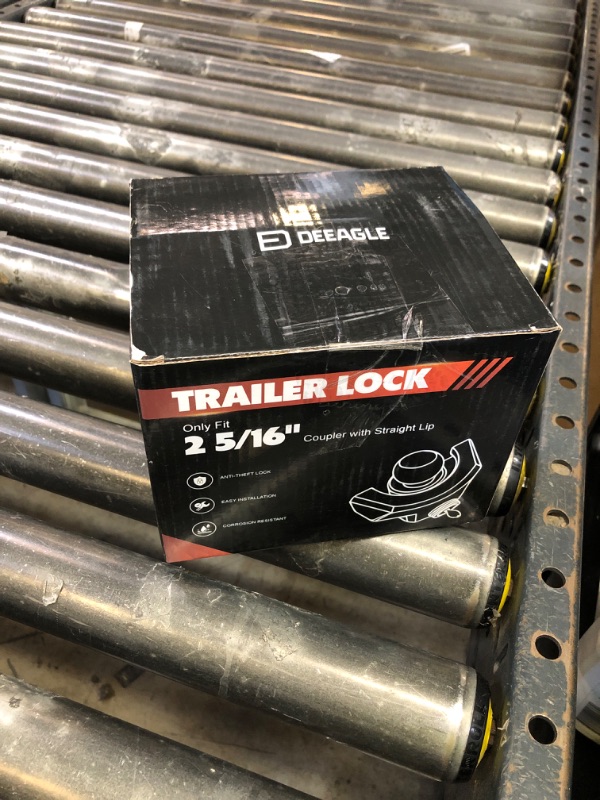 DEEAGLE
TRAILER LOCK
Only Fit
2 5/16" Coupler with Straight Lip
ANTI-THEFT LOCK
EASY INSTALLATION
CORROSION RESISTANT